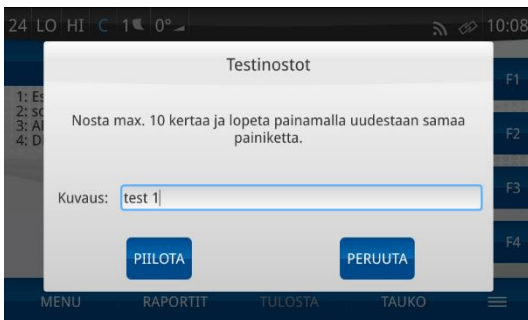 24 LO HI C 1 0° 10:08
Testinostot
F1
1: Es
2: so
3: Al
4: D
Nosta max. 10 kertaa ja lopeta painamalla uudestaan samaa
painiketta.
F2
Kuvaus: test 1
F3
F4
PIILOTA PERUUTA
MENU RAPORTIT TULOSTA TAUKO